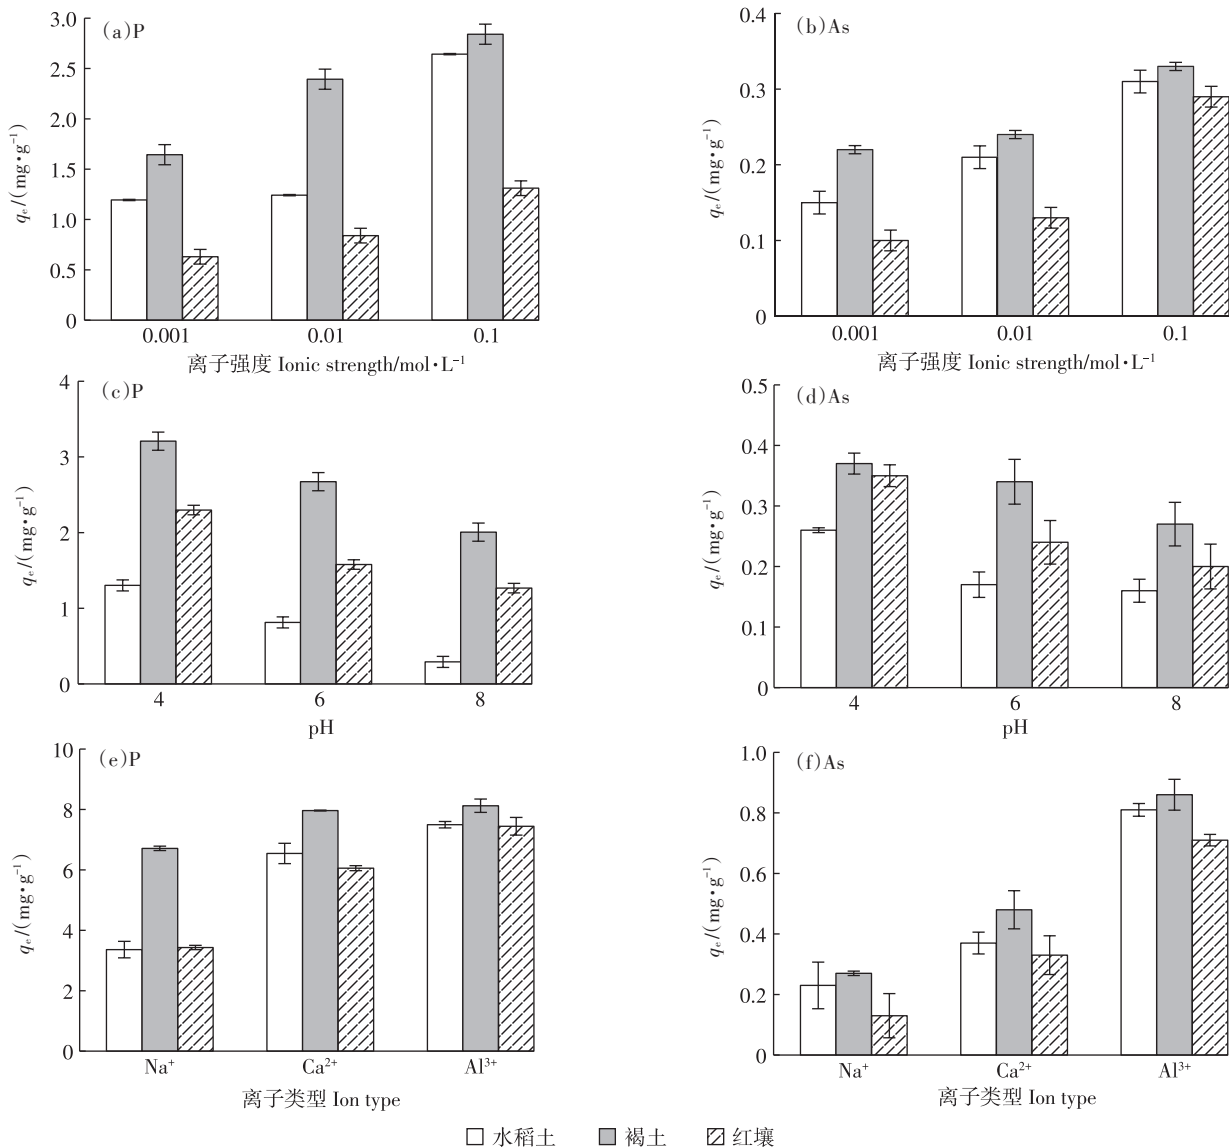 (a)P
3.0
2.5
2.0
1.5
1.0
0.5
0
qe/(mg•g⁻¹)
0.001 0.01 0.1
离子强度 Ionic strength/mol•L⁻¹
(b)As
0.4
0.3
0.2
0.1
0
qe/(mg•g⁻¹)
0.001 0.01 0.1
离子强度 Ionic strength/mol•L⁻¹
(c)P
4
3
2
1
0
qe/(mg•g⁻¹)
4 6 8
pH
(d)As
0.5
0.4
0.3
0.2
0.1
0
qe/(mg•g⁻¹)
4 6 8
pH
(e)P
10
8
6
4
2
0
qe/(mg•g⁻¹)
Na⁺ Ca²⁺ Al³⁺
离子类型 Ion type
(f)As
1.0
0.8
0.6
0.4
0.2
0
qe/(mg•g⁻¹)
Na⁺ Ca²⁺ Al³⁺
离子类型 Ion type
水稻土 褐土 红壤